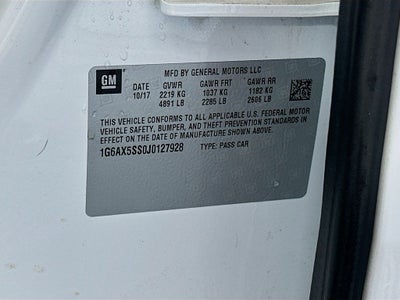 GM
MFD BY GENERAL MOTORS LLC
DATE GVWR GAWR FRT GAWR RR
10/17 2219 KG 1037 KG 1182 KG
4891 LB 2285 LB 2606 LB
THIS VEHICLE CONFORMS TO ALL APPLICABLE U.S. FEDERAL MOTOR
VEHICLE SAFETY, BUMPER, AND THEFT PREVENTION STANDARDS IN
EFFECT ON THE DATE OF MANUFACTURE SHOWN ABOVE.
1G6AX5SS0J0127928 TYPE: PASS CAR